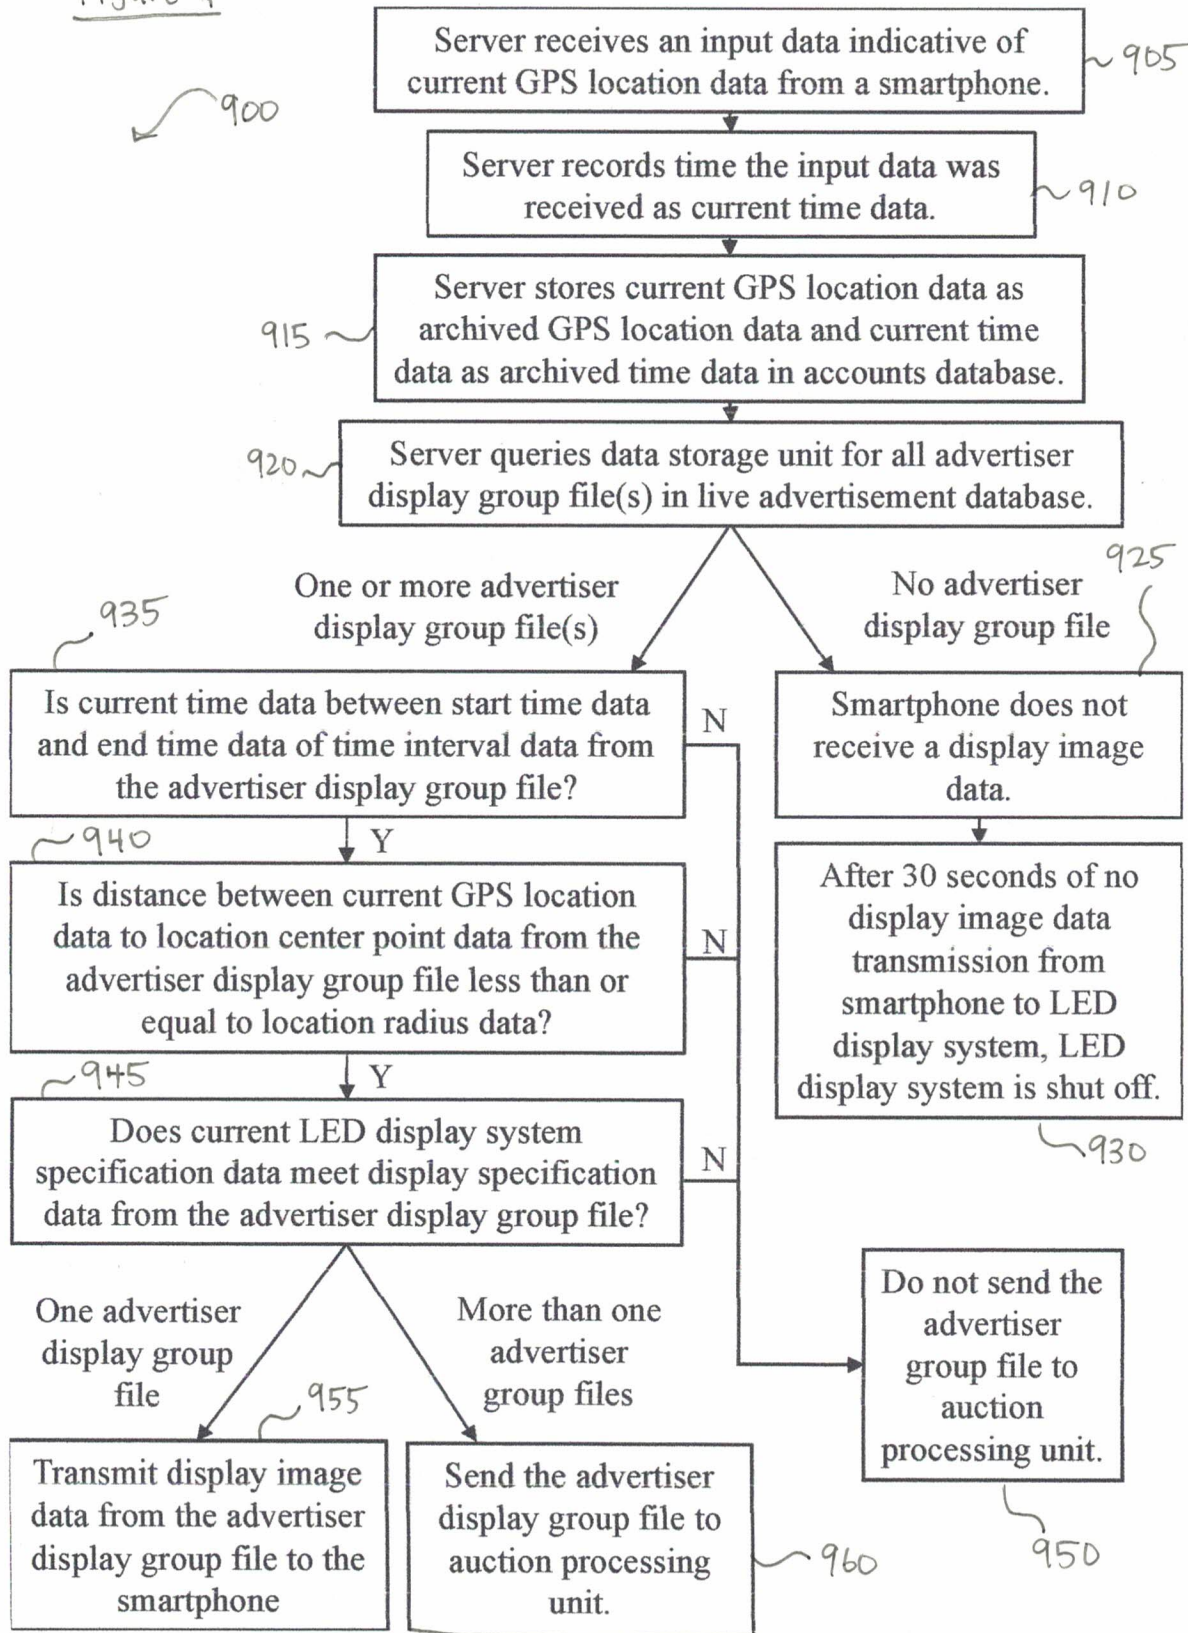 Server receives an input data indicative of
current GPS location data from a smartphone.
905
900
Server records time the input data was
received as current time data.
910
Server stores current GPS location data as
archived GPS location data and current time
data as archived time data in accounts database.
915
Server queries data storage unit for all advertiser
display group file(s) in live advertisement database.
920
One or more advertiser
display group file(s)
No advertiser
display group file
925
935
Is current time data between start time data
and end time data of time interval data from
the advertiser display group file?
N
Smartphone does not
receive a display image
data.
Y
940
Is distance between current GPS location
data to location center point data from the
advertiser display group file less than or
equal to location radius data?
N
After 30 seconds of no
display image data
transmission from
smartphone to LED
display system, LED
display system is shut off.
930
Y
945
Does current LED display system
specification data meet display specification
data from the advertiser display group file?
N
One advertiser
display group
file
More than one
advertiser
group files
Do not send the
advertiser
group file to
auction
processing unit.
950
955
Transmit display image
data from the advertiser
display group file to the
smartphone
Send the advertiser
display group file to
auction processing
unit.
960